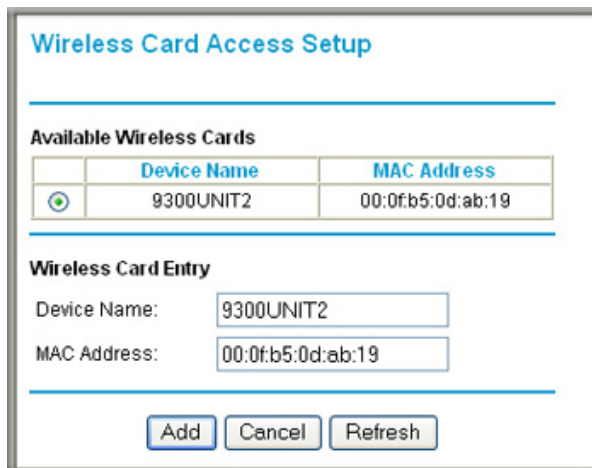 Wireless Card Access Setup
Available Wireless Cards
Device Name MAC Address
9300UNIT2 00:0f:b5:0d:ab:19
Wireless Card Entry
Device Name: 9300UNIT2
MAC Address: 00:0f:b5:0d:ab:19
Add Cancel Refresh